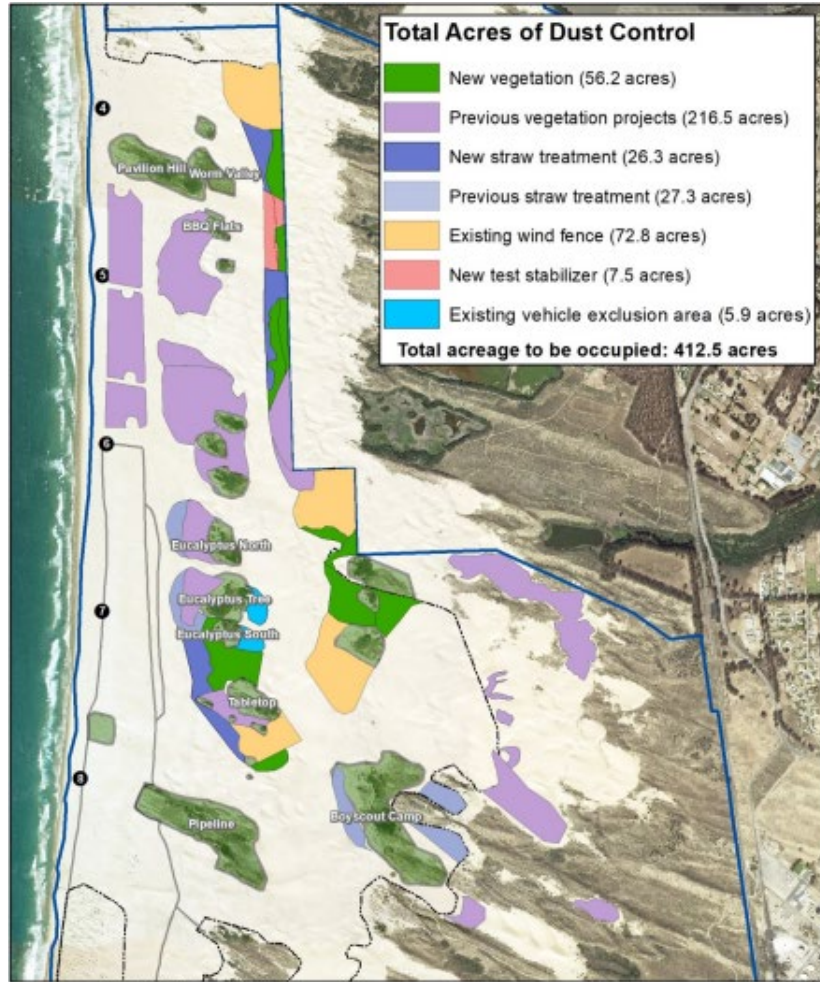 Total Acres of Dust Control
New vegetation (56.2 acres)
Previous vegetation projects (216.5 acres)
New straw treatment (26.3 acres)
Previous straw treatment (27.3 acres)
Existing wind fence (72.8 acres)
New test stabilizer (7.5 acres)
Existing vehicle exclusion area (5.9 acres)
Total acreage to be occupied: 412.5 acres
4
Pavilion Hill
Worm Valley
BBQ Flats
5
6
Eucalyptus North
Eucalyptus Tree
7
Eucalyptus South
Tabletop
8
Pipeline
Boyscout Camp